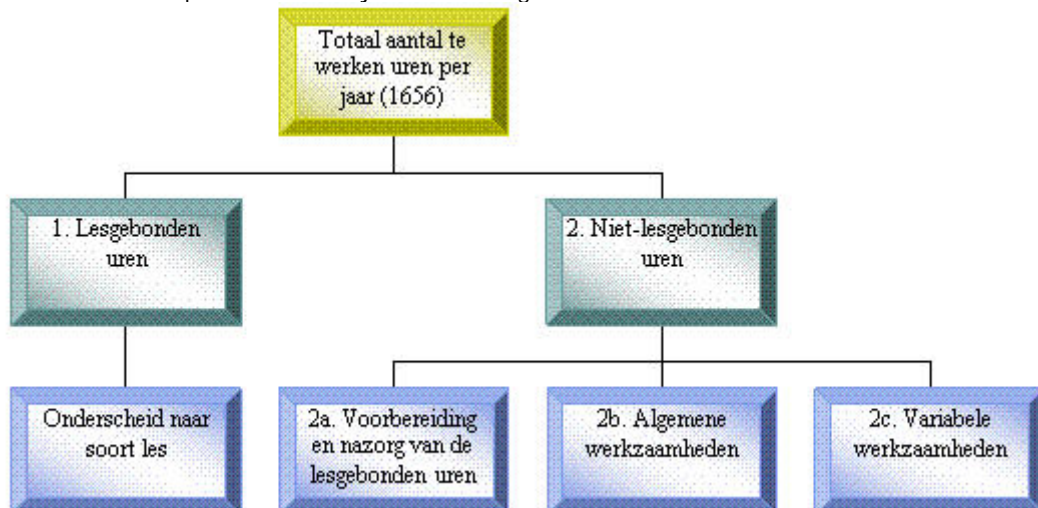 Totaal aantal te
werken uren per
jaar (1656)
1. Lesgebonden
uren
2. Niet-lesgebonden
uren
Onderscheid naar
soort les
2a. Voorbereiding
en nazorg van de
lesgebonden uren
2b. Algemene
werkzaamheden
2c. Variabele
werkzaamheden